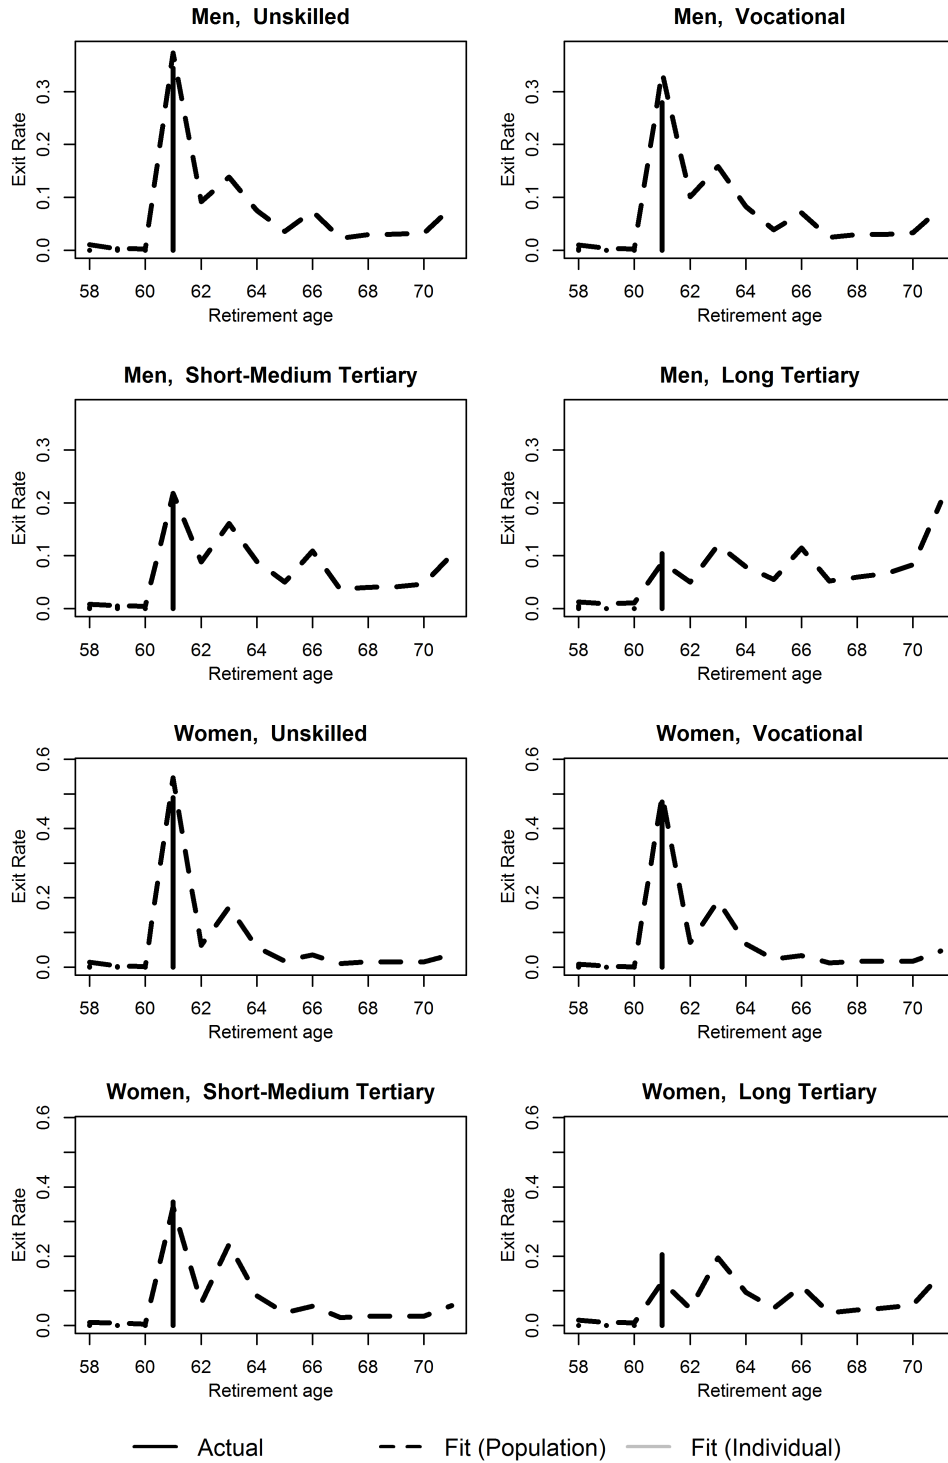 Men,  Unskilled
Exit Rate
0.0 0.1 0.2 0.3
58 60 62 64 66 68 70
Retirement age
Men,  Vocational
Exit Rate
0.0 0.1 0.2 0.3
58 60 62 64 66 68 70
Retirement age
Men,  Short-Medium Tertiary
Exit Rate
0.0 0.1 0.2 0.3
58 60 62 64 66 68 70
Retirement age
Men,  Long Tertiary
Exit Rate
0.0 0.1 0.2 0.3
58 60 62 64 66 68 70
Retirement age
Women,  Unskilled
Exit Rate
0.0 0.2 0.4 0.6
58 60 62 64 66 68 70
Retirement age
Women,  Vocational
Exit Rate
0.0 0.2 0.4 0.6
58 60 62 64 66 68 70
Retirement age
Women,  Short-Medium Tertiary
Exit Rate
0.0 0.2 0.4 0.6
58 60 62 64 66 68 70
Retirement age
Women,  Long Tertiary
Exit Rate
0.0 0.2 0.4 0.6
58 60 62 64 66 68 70
Retirement age
Actual Fit (Population) Fit (Individual)